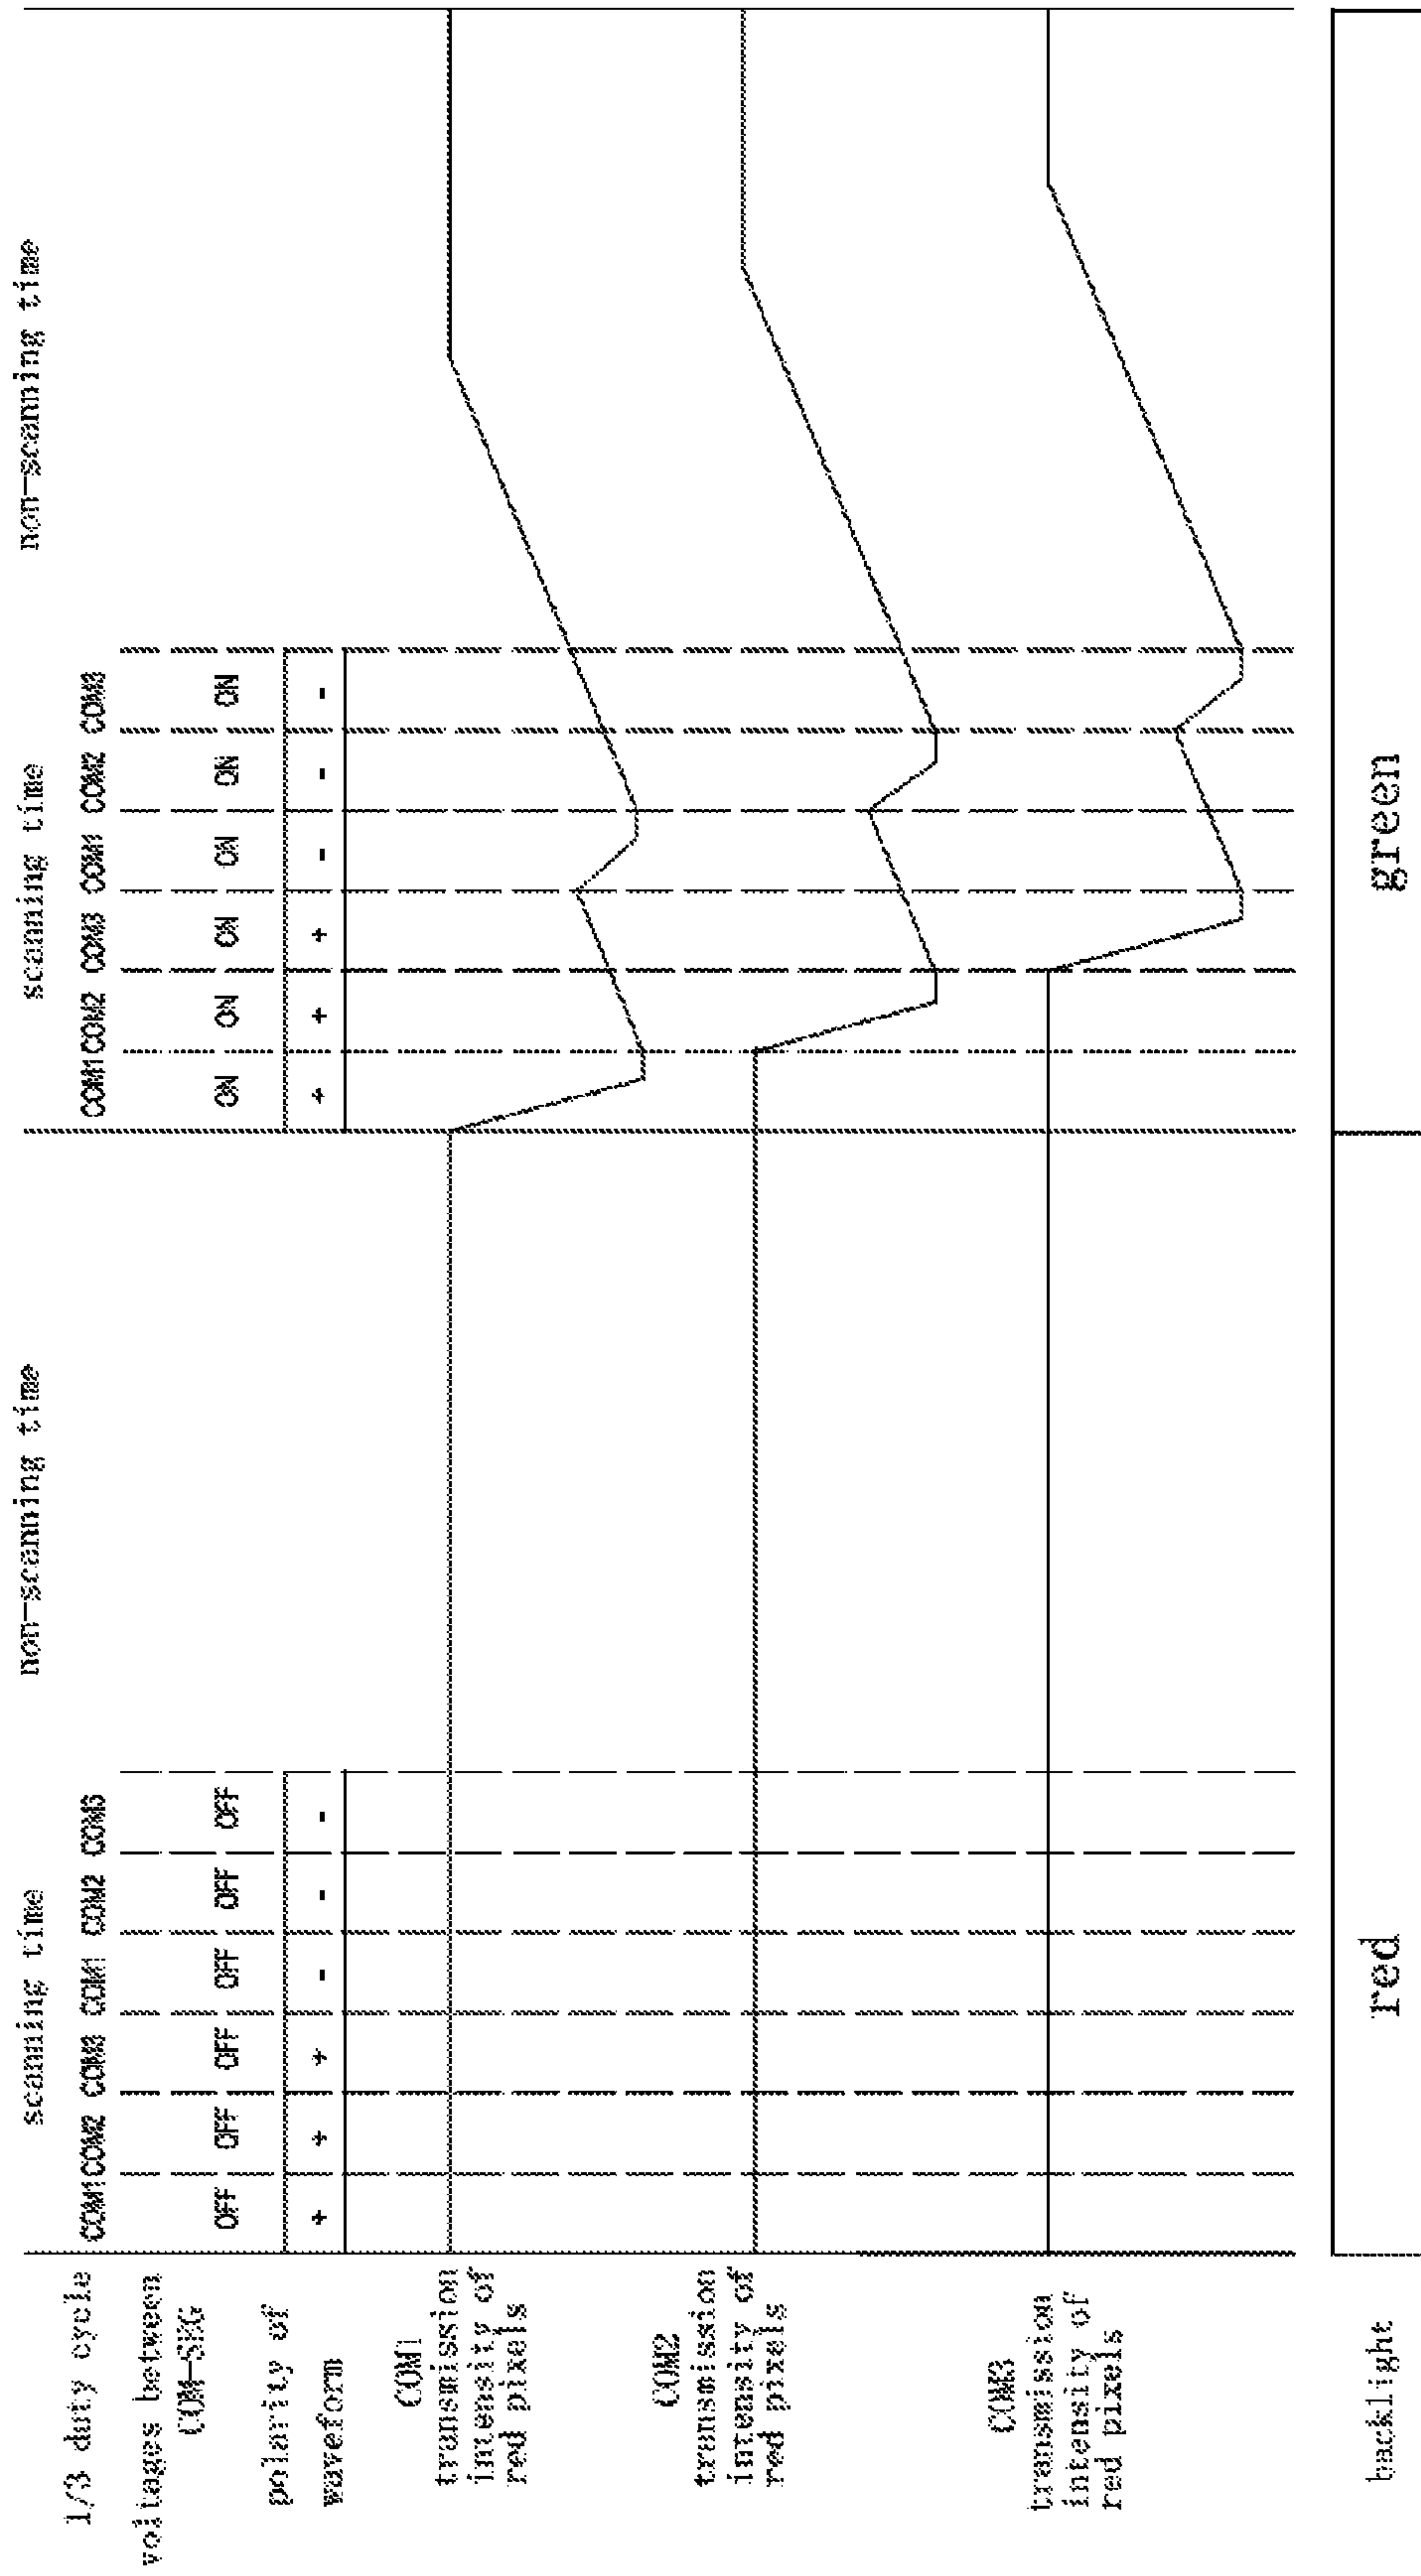 scanning time non-scanning time scanning time non-scanning time
1/3 duty cycle COM1 COM2 COM3 COM1 COM2 COM3 COM1 COM2 COM3 COM1 COM2 COM3
voltages between
COM-SEG OFF OFF OFF OFF OFF OFF ON ON ON ON ON ON
polarity of
waveform + + + - - - + + + - - -
COM1
transmission
intensity of
red pixels
COM2
transmission
intensity of
red pixels
COM3
transmission
intensity of
red pixels
backlight red green